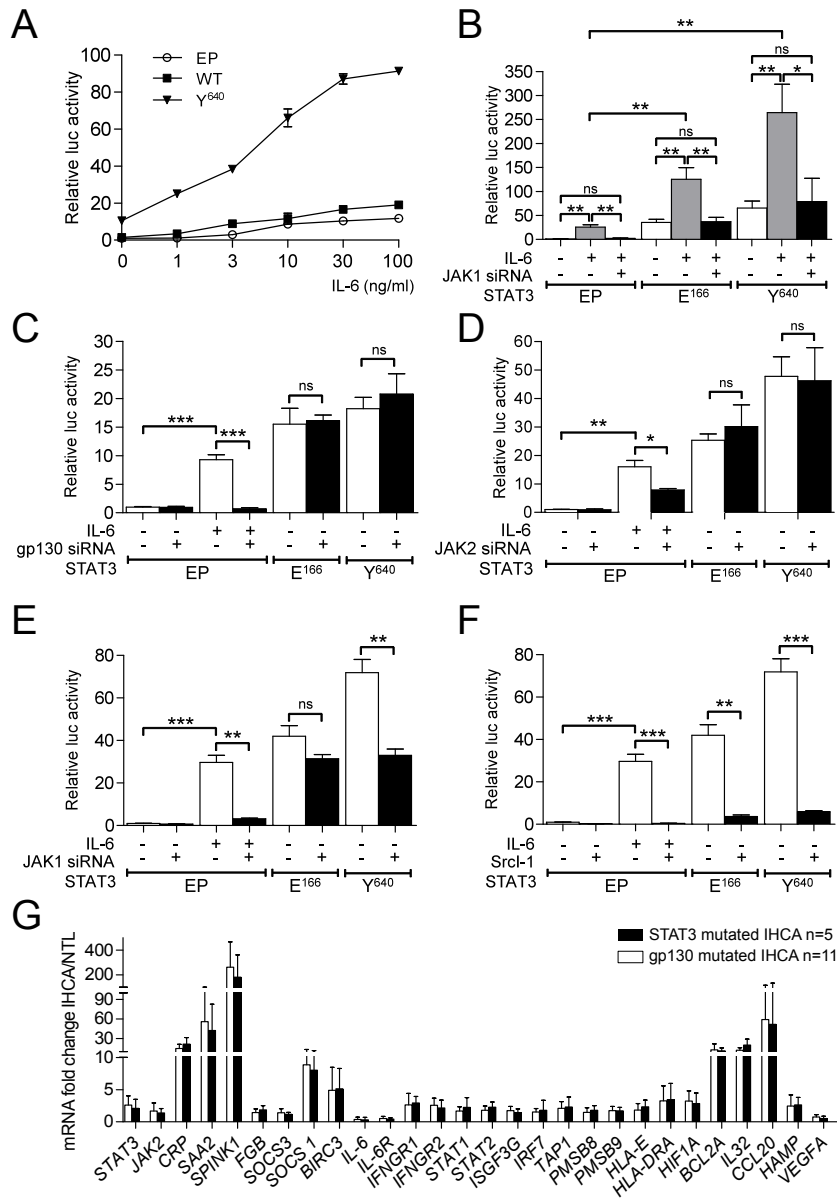 A
Relative luc activity
100
80
60
40
20
0
EP
WT
Y640
0 1 3 10 30 100
IL-6 (ng/ml)
B
Relative luc activity
350
300
250
200
150
100
50
0
**
**
ns
** **
ns
** **
ns
** *
IL-6 - + + - + + - + +
JAK1 siRNA - - + - - + - - +
STAT3 EP E166 Y640
C
Relative luc activity
30
25
20
15
10
5
0
*** *** ns ns
IL-6 - - + + - - - -
gp130 siRNA - + - + - + - +
STAT3 EP E166 Y640
D
Relative luc activity
60
50
40
30
20
10
0
** * ns ns
IL-6 - - + + - - - -
JAK2 siRNA - + - + - + - +
STAT3 EP E166 Y640
E
Relative luc activity
80
60
40
20
0
*** ** ns **
IL-6 - - + + - - - -
JAK1 siRNA - + - + - + - +
STAT3 EP E166 Y640
F
Relative luc activity
80
60
40
20
0
*** *** ** ***
IL-6 - - + + - - - -
SrcI-1 - + - + - + - +
STAT3 EP E166 Y640
G
mRNA fold change IHCA/NTL
400
200
90
60
30
10
5
0
STAT3 mutated IHCA n=5
gp130 mutated IHCA n=11
STAT3
JAK2
CRP
SAA2
SPINK1
FGB
SOCS3
SOCS 1
BIRC3
IL-6
IL-6R
IFNGR1
IFNGR2
STAT1
STAT2
ISGF3G
IRF7
TAP1
PMSB8
PMSB9
HLA-E
HLA-DRA
HIF1A
BCL2A
IL32
CCL20
HAMP
VEGFA